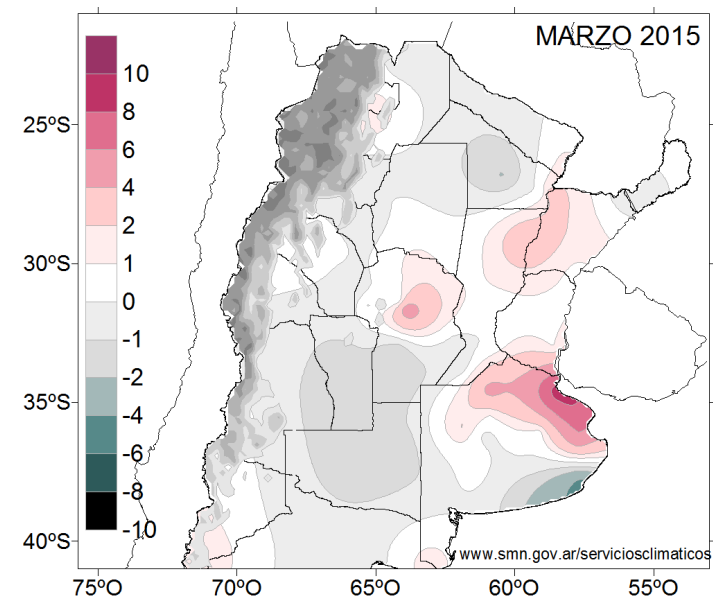 MARZO 2015
10
8
6
4
2
1
0
-1
-2
-4
-6
-8
-10
25ºS
30ºS
35ºS
40ºS
www.smn.gov.ar/serviciosclimaticos
75ºO 70ºO 65ºO 60ºO 55ºO